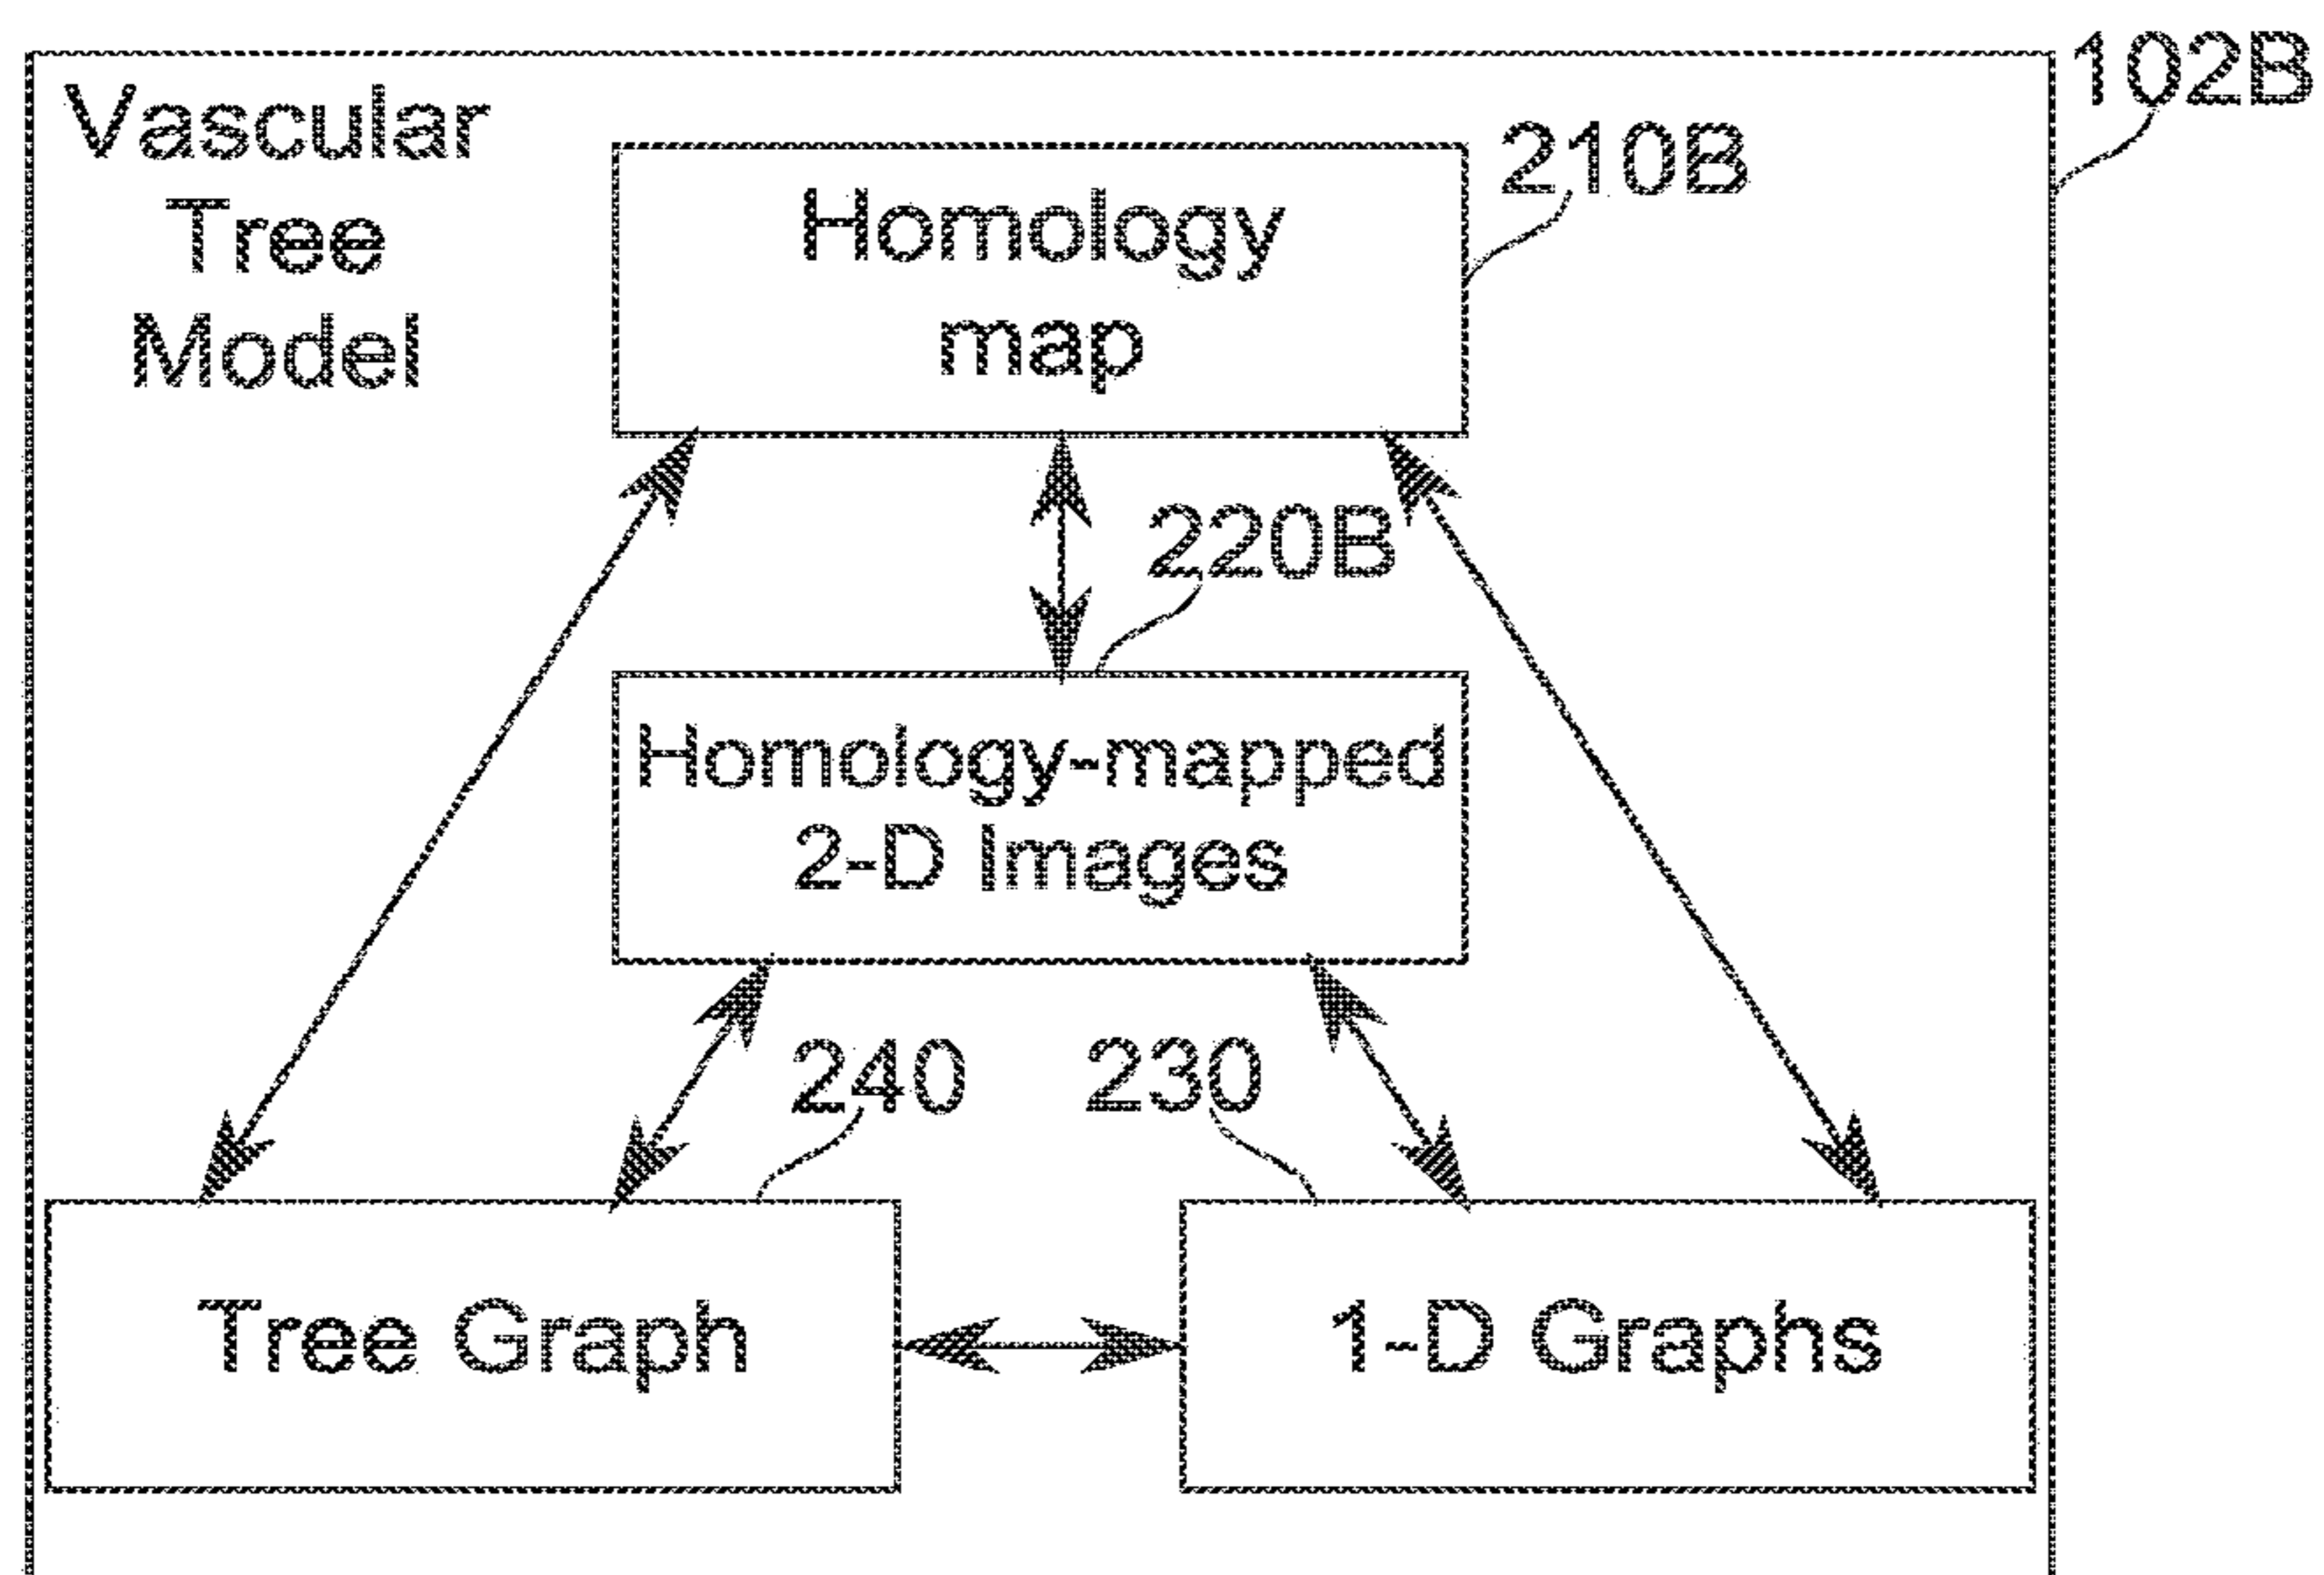 102B
Vascular
Tree
Model
210B
Homology
map
220B
Homology-mapped
2-D Images
240
230
Tree Graph
1-D Graphs